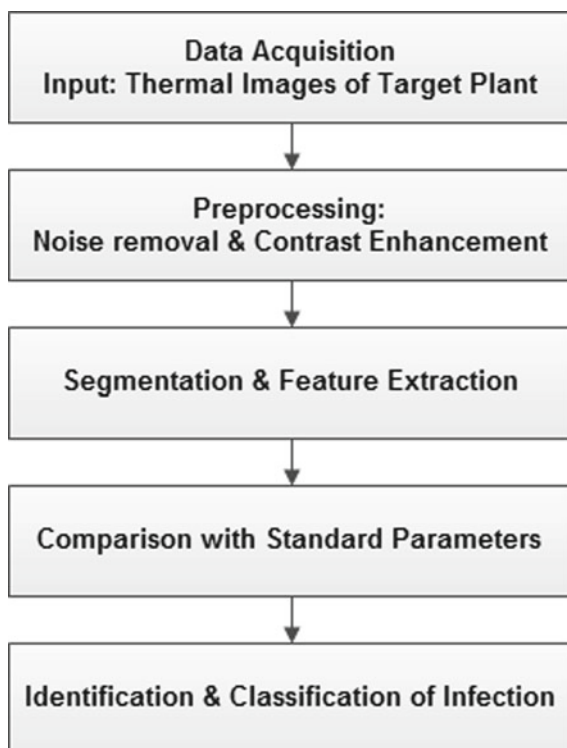 Data Acquisition
Input: Thermal Images of Target Plant
Preprocessing:
Noise removal & Contrast Enhancement
Segmentation & Feature Extraction
Comparison with Standard Parameters
Identification & Classification of Infection